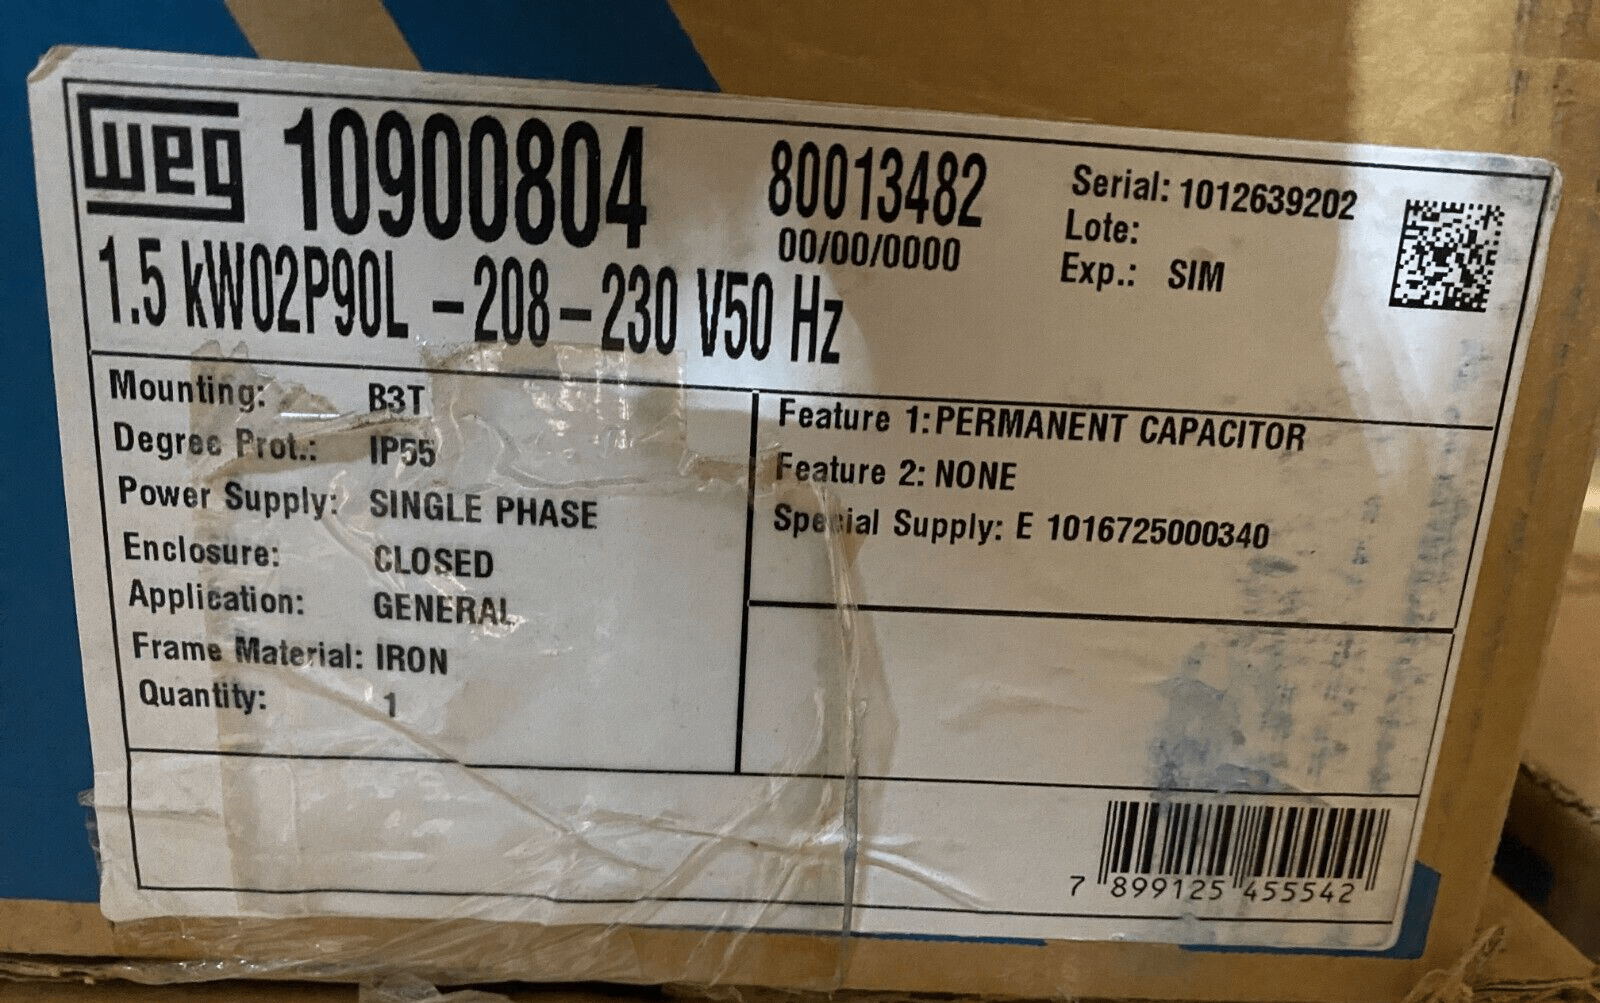 weg 10900804
80013482
00/00/0000
Serial: 1012639202
Lote:
Exp.: SIM
1.5 kW02P90L -208-230 V50 Hz
Mounting: B3T
Degree Prot.: IP55
Power Supply: SINGLE PHASE
Enclosure: CLOSED
Application: GENERAL
Frame Material: IRON
Quantity: 1
Feature 1: PERMANENT CAPACITOR
Feature 2: NONE
Special Supply: E 1016725000340
7 899125 455542